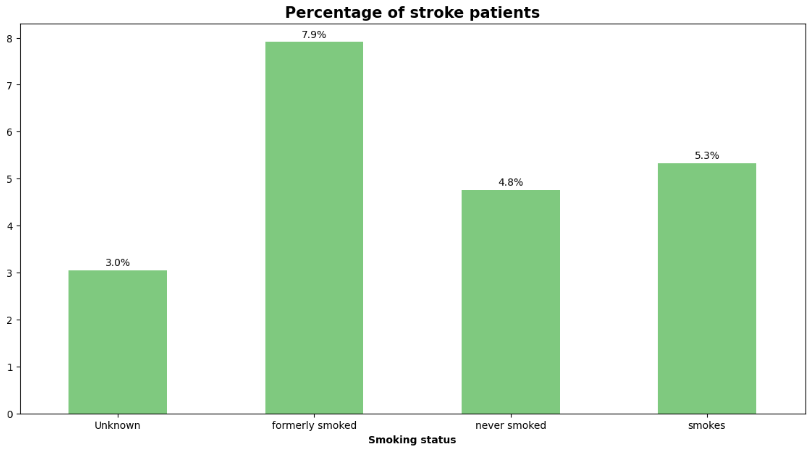 Percentage of stroke patients
8
7
6
5
4
3
2
1
0
3.0%
7.9%
4.8%
5.3%
Unknown
formerly smoked
never smoked
smokes
Smoking status